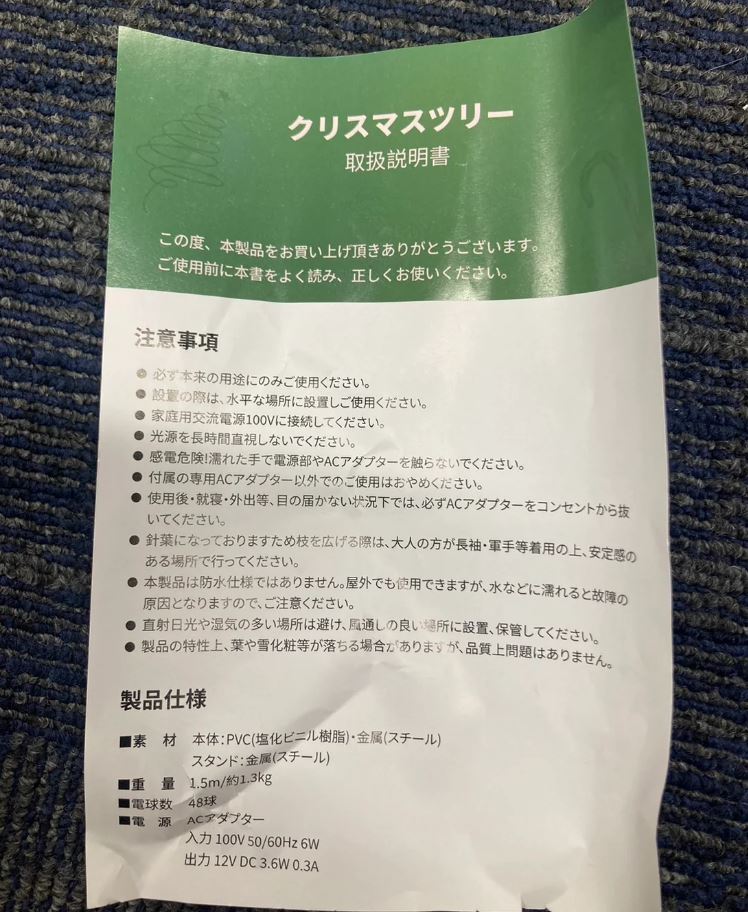 クリスマスツリー
取扱説明書
この度、本製品をお買い上げ頂きありがとうございます。
ご使用前に本書をよく読み、正しくお使いください。
注意事項
● 必ず本来の用途にのみご使用ください。
● 設置の際は、水平な場所に設置しご使用ください。
● 家庭用交流電源100Vに接続してください。
● 光源を長時間直視しないでください。
● 感電危険!濡れた手で電源部やACアダプターを触らないでください。
● 付属の専用ACアダプター以外でのご使用はおやめください。
● 使用後・就寝・外出等、目の届かない状況下では、必ずACアダプターをコンセントから抜
いてください。
● 針葉になっておりますため枝を広げる際は、大人の方が長袖・軍手等着用の上、安定感の
ある場所で行ってください。
● 本製品は防水仕様ではありません。屋外でも使用できますが、水などに濡れると故障の
原因となりますので、ご注意ください。
● 直射日光や湿気の多い場所は避け、風通しの良い場所に設置、保管してください。
● 製品の特性上、葉や雪化粧等が落ちる場合がありますが、品質上問題はありません。
製品仕様
■素 材 本体:PVC(塩化ビニル樹脂)・金属(スチール)
スタンド:金属(スチール)
■重 量 1.5m/約1.3kg
■電球数 48球
■電 源 ACアダプター
入力 100V 50/60Hz 6W
出力 12V DC 3.6W 0.3A